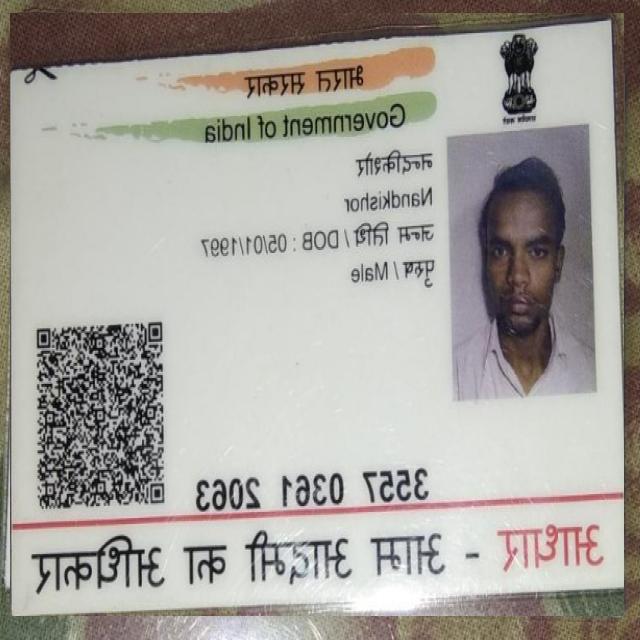 भारत सरकार
Government of India
नन्दकिशोर
Nandkishor
जन्म तिथि / DOB : 05/01/1997
पुरुष / Male
3557 0361 2063
आधार - आम आदमी का अधिकार